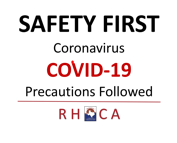 SAFETY FIRST
Coronavirus
COVID-19
Precautions Followed
RHCA